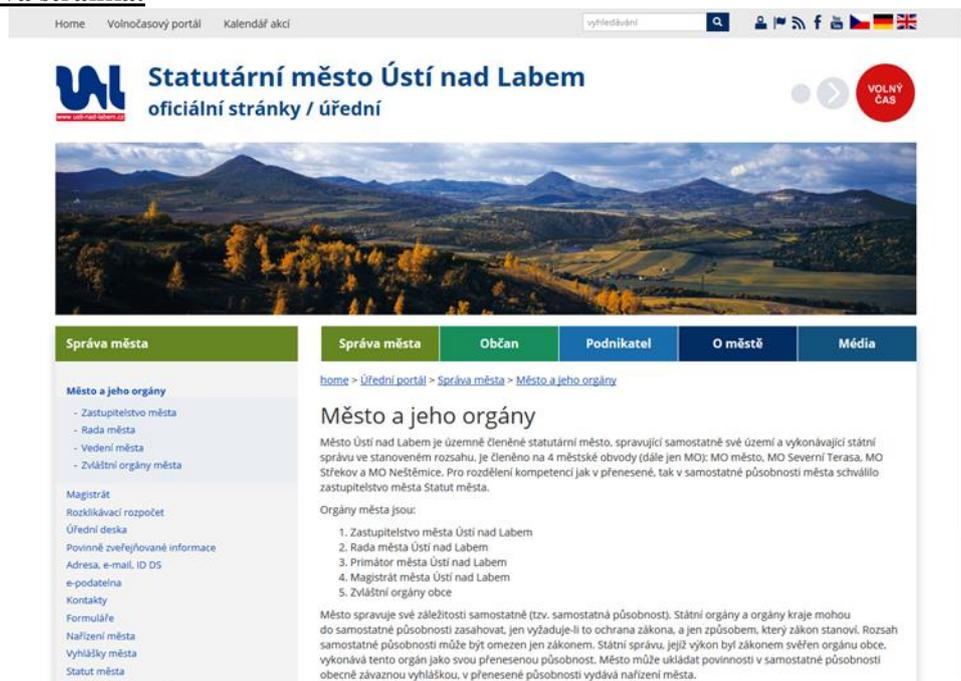 Home Volnočasový portál Kalendář akcí vyhledávání
Statutární město Ústí nad Labem
oficiální stránky / úřední
www.usti-nad-labem.cz
VOLNÝ
ČAS
Správa města
Správa města Občan Podnikatel O městě Média
home > Úřední portál > Správa města > Město a jeho orgány
Město a jeho orgány
- Zastupitelstvo města
- Rada města
- Vedení města
- Zvláštní orgány města
Magistrát
Rozklikávací rozpočet
Úřední deska
Povinně zveřejňované informace
Adresa, e-mail, ID DS
e-podatelna
Kontakty
Formuláře
Nařízení města
Vyhlášky města
Statut města
Město a jeho orgány
Město Ústí nad Labem je územně členěné statutární město, spravující samostatně své území a vykonávající státní
správu ve stanoveném rozsahu. Je členěno na 4 městské obvody (dále jen MO): MO město, MO Severní Terasa, MO
Střekov a MO Neštěmice. Pro rozdělení kompetencí jak v přenesené, tak v samostatné působnosti města schválilo
zastupitelstvo města Statut města.
Orgány města jsou:
1. Zastupitelstvo města Ústí nad Labem
2. Rada města Ústí nad Labem
3. Primátor města Ústí nad Labem
4. Magistrát města Ústí nad Labem
5. Zvláštní orgány obce
Město spravuje své záležitosti samostatně (tzv. samostatná působnost). Státní orgány a orgány kraje mohou
do samostatné působnosti zasahovat, jen vyžaduje-li to ochrana zákona, a jen způsobem, který zákon stanoví. Rozsah
samostatné působnosti může být omezen jen zákonem. Státní správu, jejíž výkon byl zákonem svěřen orgánu obce,
vykonává tento orgán jako svou přenesenou působnost. Město může ukládat povinnosti v samostatné působnosti
obecně závaznou vyhláškou, v přenesené působnosti vydává nařízení města.